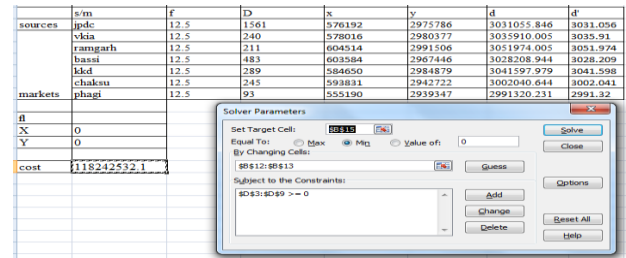 s/m f D x y d d'
sources jpdc 12.5 1561 576192 2975786 3031055.846 3031.056
vkia 12.5 240 578016 2980377 3035910.005 3035.91
ramgarh 12.5 211 604514 2991506 3051974.005 3051.974
bassi 12.5 483 603584 2967446 3028208.944 3028.209
kkd 12.5 289 584650 2984879 3041597.979 3041.598
chaksu 12.5 245 593831 2942722 3002040.644 3002.041
markets phagi 12.5 93 555190 2939347 2991320.231 2991.32
fl
X 0
Y 0
cost 118242532.1
Solver Parameters
Set Target Cell: $B$15 Solve
Equal To: Max Min Value of: 0 Close
By Changing Cells:
$B$12:$B$13 Guess
Subject to the Constraints: Options
$D$3:$D$9 >= 0 Add
Change
Delete
Reset All
Help